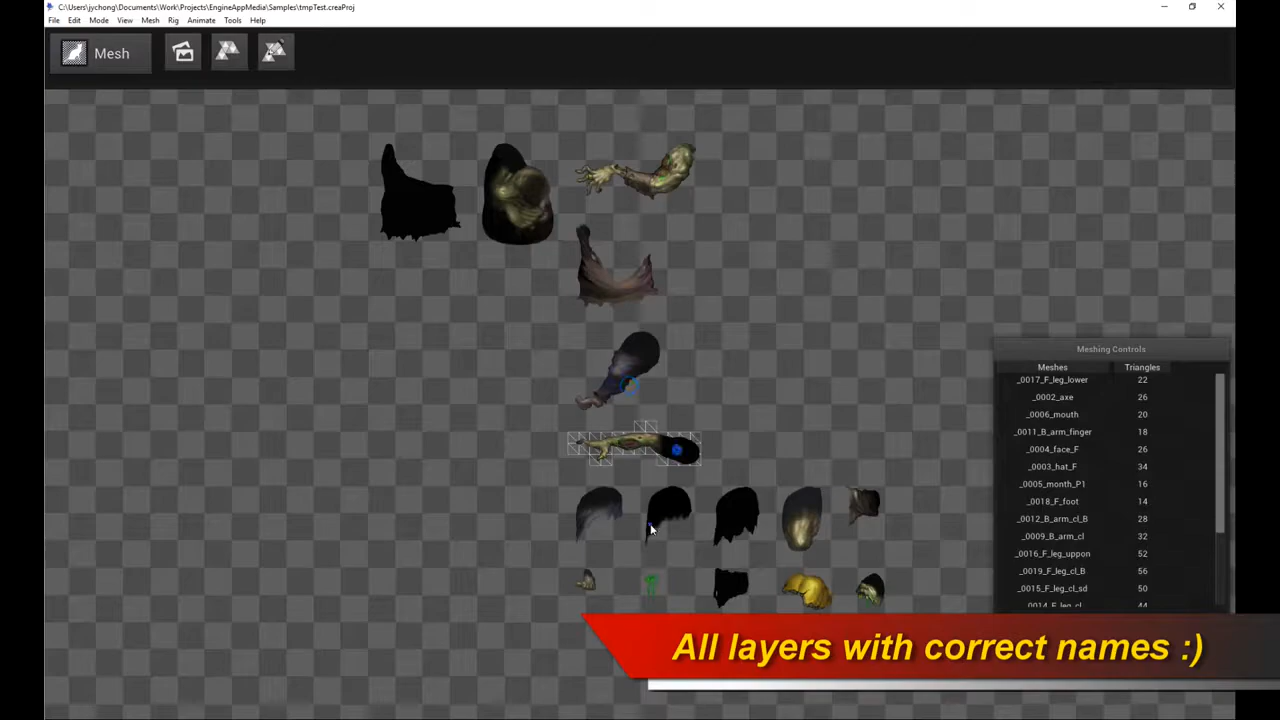 C:\Users\jychong\Documents\Work\Projects\EngineAppMedia\Samples\tmpTest.creaProj
File Edit Mode View Mesh Rig Animate Tools Help
Mesh
Meshing Controls
Meshes Triangles
_0017_F_leg_lower 22
_0002_axe 26
_0006_mouth 20
_0011_B_arm_finger 18
_0004_face_F 26
_0003_hat_F 34
_0005_month_P1 16
_0018_F_foot 14
_0012_B_arm_cl_B 28
_0009_B_arm_cl 32
_0016_F_leg_uppon 52
_0019_F_leg_cl_B 56
_0015_F_leg_cl_sd 50
_0014_F_leg_cl 44
All layers with correct names :)